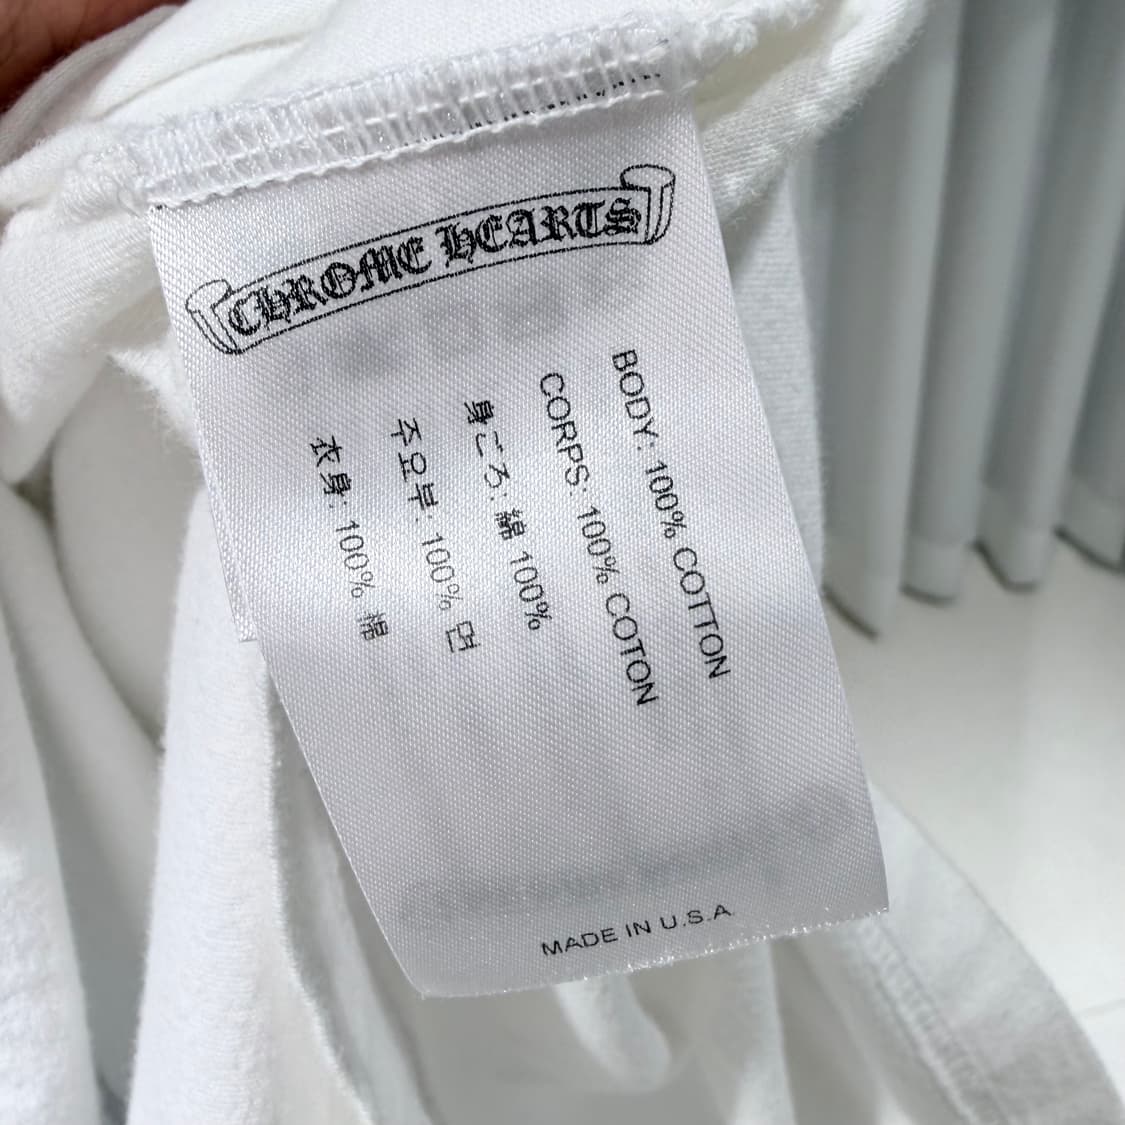 CHROME HEARTS
BODY: 100% COTTON
CORPS: 100% COTON
身ごろ: 綿 100%
주요부: 100% 면
衣身: 100% 棉
MADE IN U.S.A